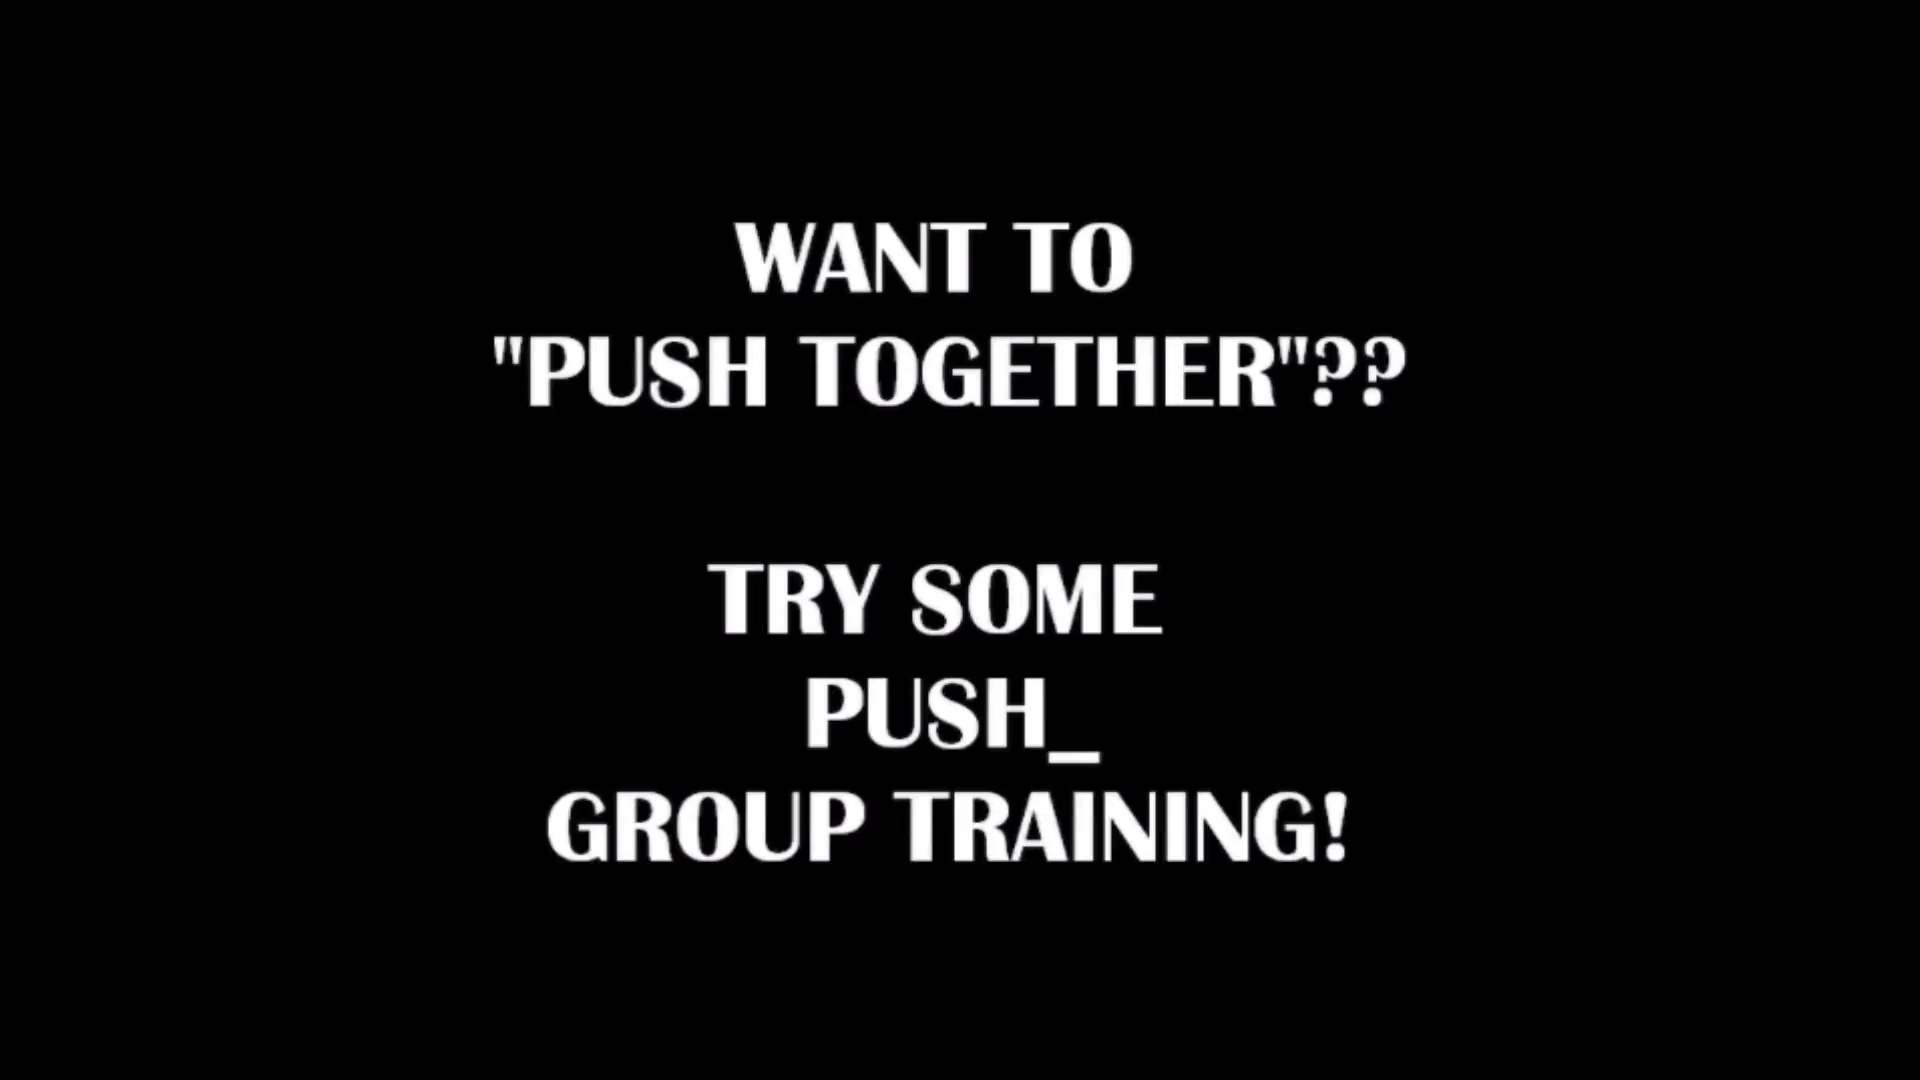 WANT TO
"PUSH TOGETHER"??
TRY SOME
PUSH_
GROUP TRAINING!